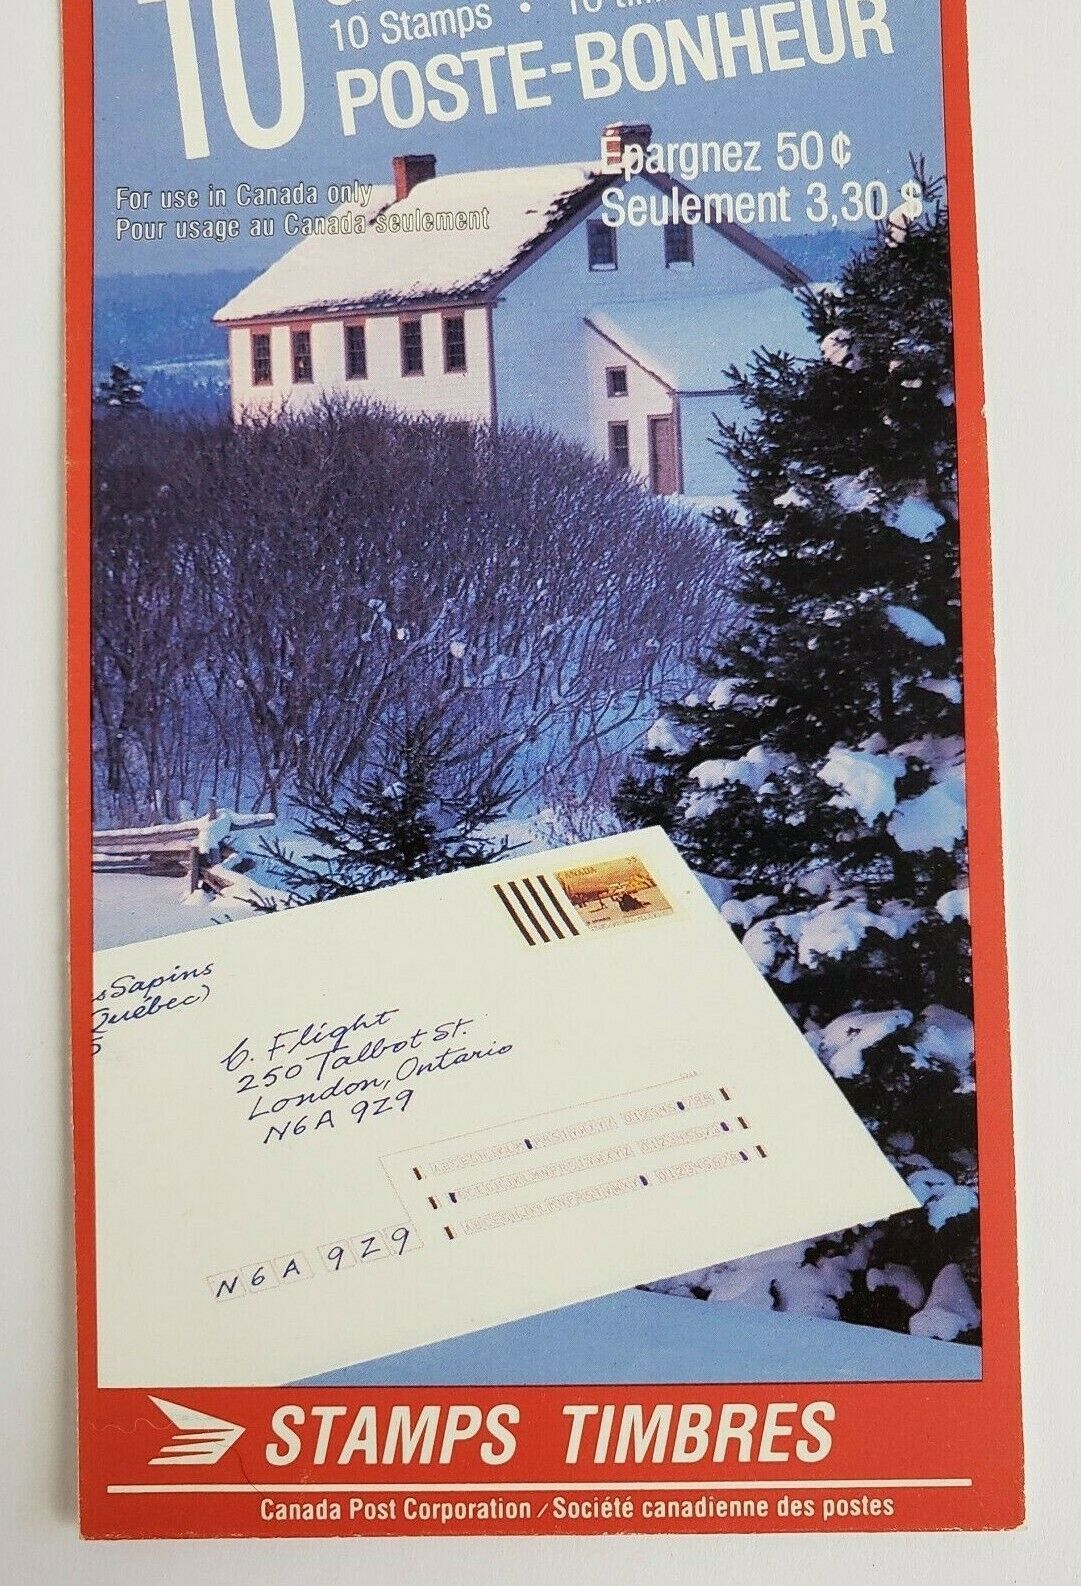 10
10 Stamps • 10
POSTE-BONHEUR
Épargnez 50¢
Seulement 3,30 $
For use in Canada only
Pour usage au Canada seulement
CANADA
Sapins
Québec)
C. Flight
250 Talbot St.
London, Ontario
N6A 9Z9
N6A 9Z9
STAMPS TIMBRES
Canada Post Corporation / Société canadienne des postes